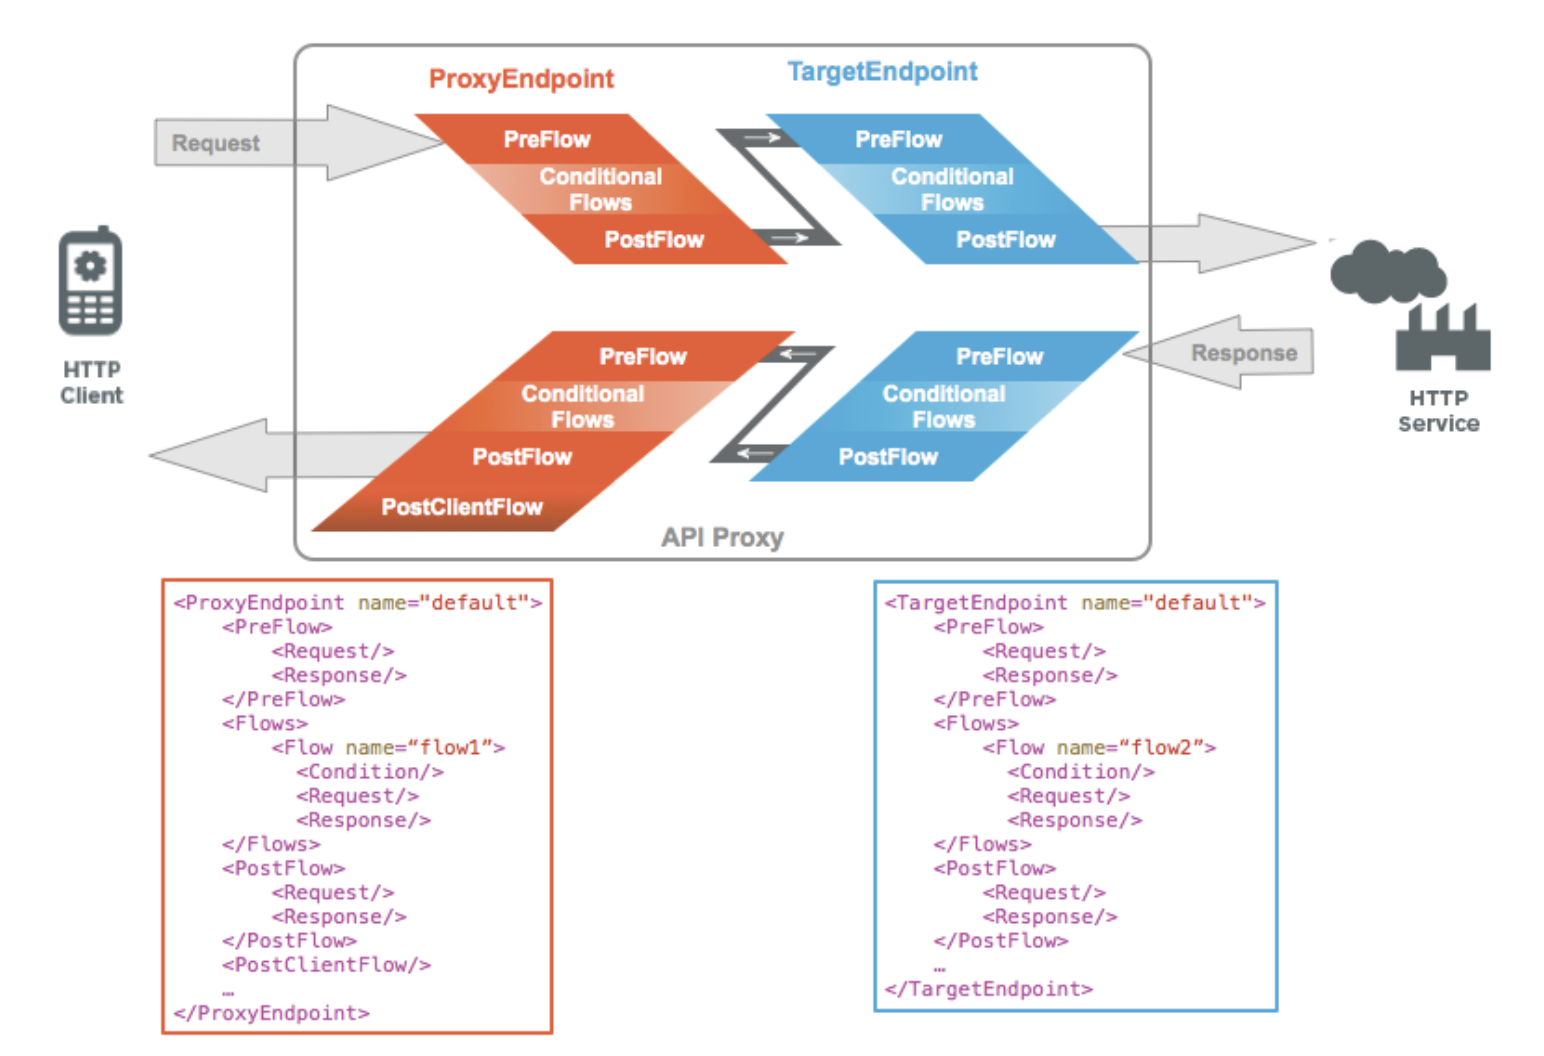 ProxyEndpoint
TargetEndpoint
Request
PreFlow
Conditional
Flows
PostFlow
PreFlow
Conditional
Flows
PostFlow
HTTP
Client
PreFlow
Conditional
Flows
PostFlow
PostClientFlow
PreFlow
Conditional
Flows
PostFlow
Response
HTTP
Service
API Proxy
<ProxyEndpoint name="default">
<PreFlow>
<Request/>
<Response/>
</PreFlow>
<Flows>
<Flow name=“flow1”>
<Condition/>
<Request/>
<Response/>
</Flows>
<PostFlow>
<Request/>
<Response/>
</PostFlow>
<PostClientFlow/>
…
</ProxyEndpoint>
<TargetEndpoint name="default">
<PreFlow>
<Request/>
<Response/>
</PreFlow>
<Flows>
<Flow name=“flow2”>
<Condition/>
<Request/>
<Response/>
</Flows>
<PostFlow>
<Request/>
<Response/>
</PostFlow>
…
</TargetEndpoint>